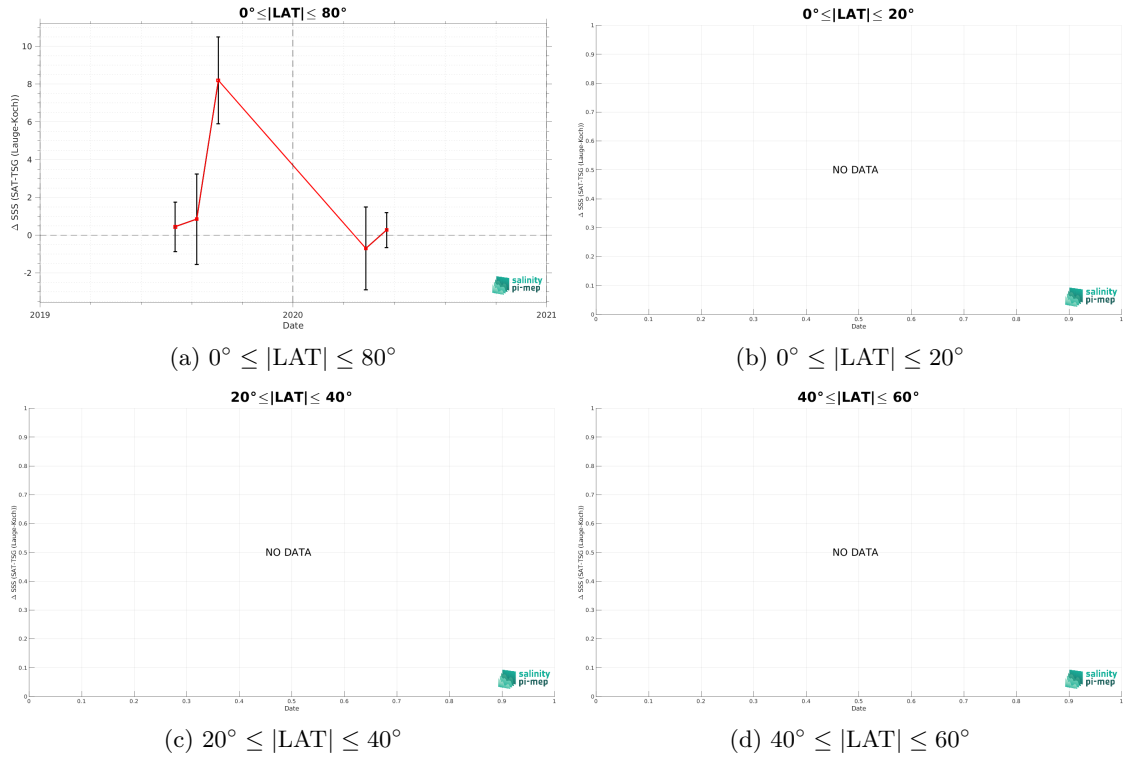 0°≤|LAT|≤ 80°
Δ SSS (SAT-TSG (Lauge-Koch))
10
8
6
4
2
0
-2
2019
2020
2021
Date
salinity
pi-mep
(a) 0° ≤ |LAT| ≤ 80°
0°≤|LAT|≤ 20°
Δ SSS (SAT-TSG (Lauge-Koch))
1
0.9
0.8
0.7
0.6
0.5
0.4
0.3
0.2
0.1
0
NO DATA
0 0.1 0.2 0.3 0.4 0.5 0.6 0.7 0.8 0.9 1
Date
salinity
pi-mep
(b) 0° ≤ |LAT| ≤ 20°
20°≤|LAT|≤ 40°
Δ SSS (SAT-TSG (Lauge-Koch))
1
0.9
0.8
0.7
0.6
0.5
0.4
0.3
0.2
0.1
0
NO DATA
0 0.1 0.2 0.3 0.4 0.5 0.6 0.7 0.8 0.9 1
Date
salinity
pi-mep
(c) 20° ≤ |LAT| ≤ 40°
40°≤|LAT|≤ 60°
Δ SSS (SAT-TSG (Lauge-Koch))
1
0.9
0.8
0.7
0.6
0.5
0.4
0.3
0.2
0.1
0
NO DATA
0 0.1 0.2 0.3 0.4 0.5 0.6 0.7 0.8 0.9 1
Date
salinity
pi-mep
(d) 40° ≤ |LAT| ≤ 60°